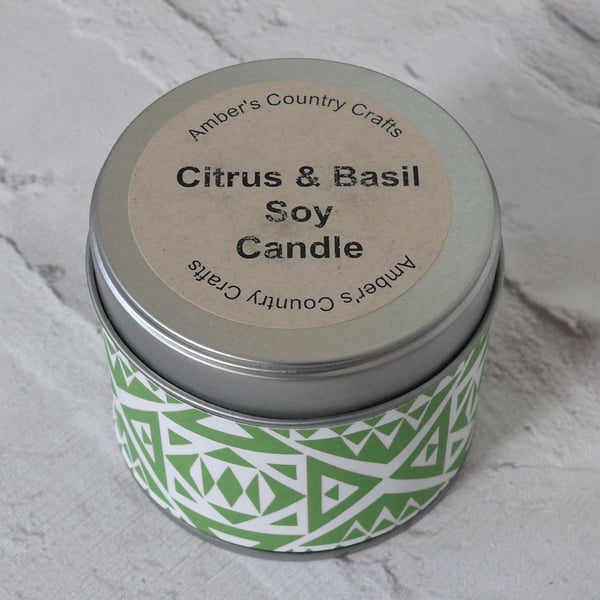 Amber's Country Crafts
Citrus & Basil
Soy
Candle
Amber's Country Crafts